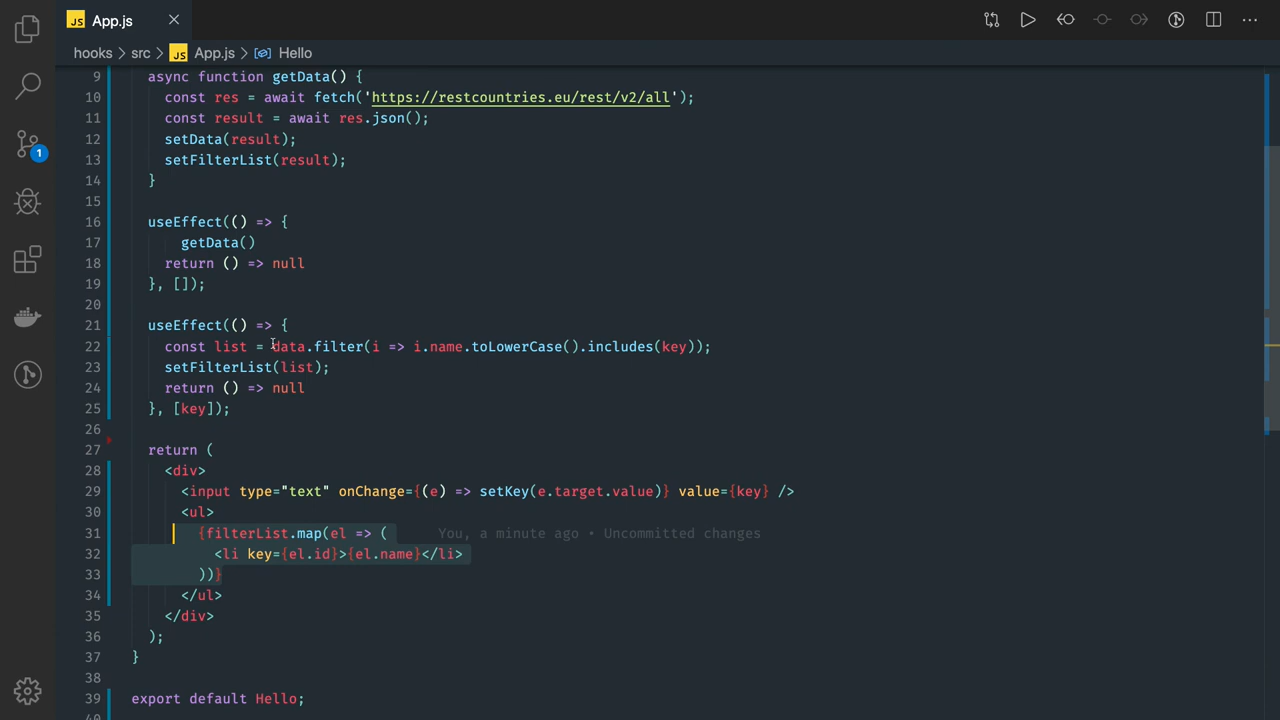 JS App.js
hooks > src > JS App.js > Hello
1
9 async function getData() {
10 const res = await fetch('https://restcountries.eu/rest/v2/all');
11 const result = await res.json();
12 setData(result);
13 setFilterList(result);
14 }
15
16 useEffect(() => {
17 getData()
18 return () => null
19 }, []);
20
21 useEffect(() => {
22 const list = data.filter(i => i.name.toLowerCase().includes(key));
23 setFilterList(list);
24 return () => null
25 }, [key]);
26
27 return (
28 <div>
29 <input type="text" onChange={(e) => setKey(e.target.value)} value={key} />
30 <ul>
31 {filterList.map(el => ( You, a minute ago • Uncommitted changes
32 <li key={el.id}>{el.name}</li>
33 ))}
34 </ul>
35 </div>
36 );
37 }
38
39 export default Hello;
40